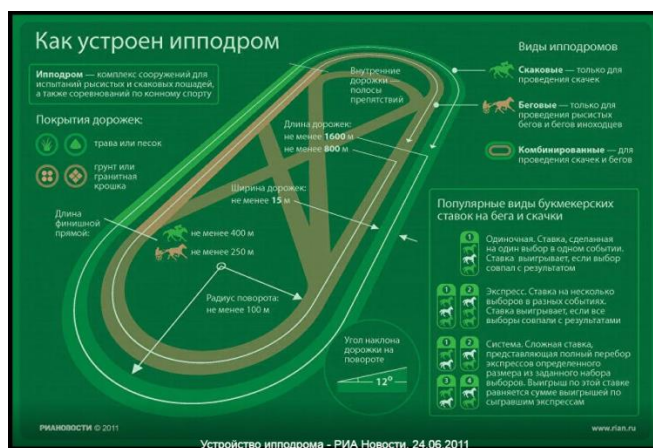 Как устроен ипподром
Ипподром — комплекс сооружений для
испытаний рысистых и скаковых лошадей,
а также соревнований по конному спорту
Покрытия дорожек:
трава или песок
грунт или
гранитная
крошка
Внутренние
дорожки
полосы
препятствий
Длина дорожек:
не менее 1600 м
не менее 800 м
Ширина дорожек:
не менее 15 м
Длина
финишной
прямой:
не менее 400 м
не менее 250 м
Радиус поворота:
не менее 100 м
Угол наклона
дорожки на
повороте
12°
Виды ипподромов
Скаковые — только для
проведения скачек
Беговые — только для
проведения рысистых
бегов и бегов иноходцев
Комбинированные — для
проведения скачек и бегов
Популярные виды букмекерских
ставок на бега и скачки
1
Одиночная. Ставка, сделанная
на один выбор в одном событии.
Ставка выигрывает, если выбор
совпал с результатом
1 2
Экспресс. Ставка на несколько
выборов в разных событиях.
Ставка выигрывает, если все
выборы совпали с результатами
1 2
3 4
Система. Сложная ставка,
представляющая полный перебор
экспрессов определенного
размера из заданного набора
выборов. Выигрыш по этой ставке
равняется сумме выигрышей по
сыгравшим экспрессам
РИАНОВОСТИ © 2011
www.rian.ru
Устройство ипподрома - РИА Новости, 24.06.2011